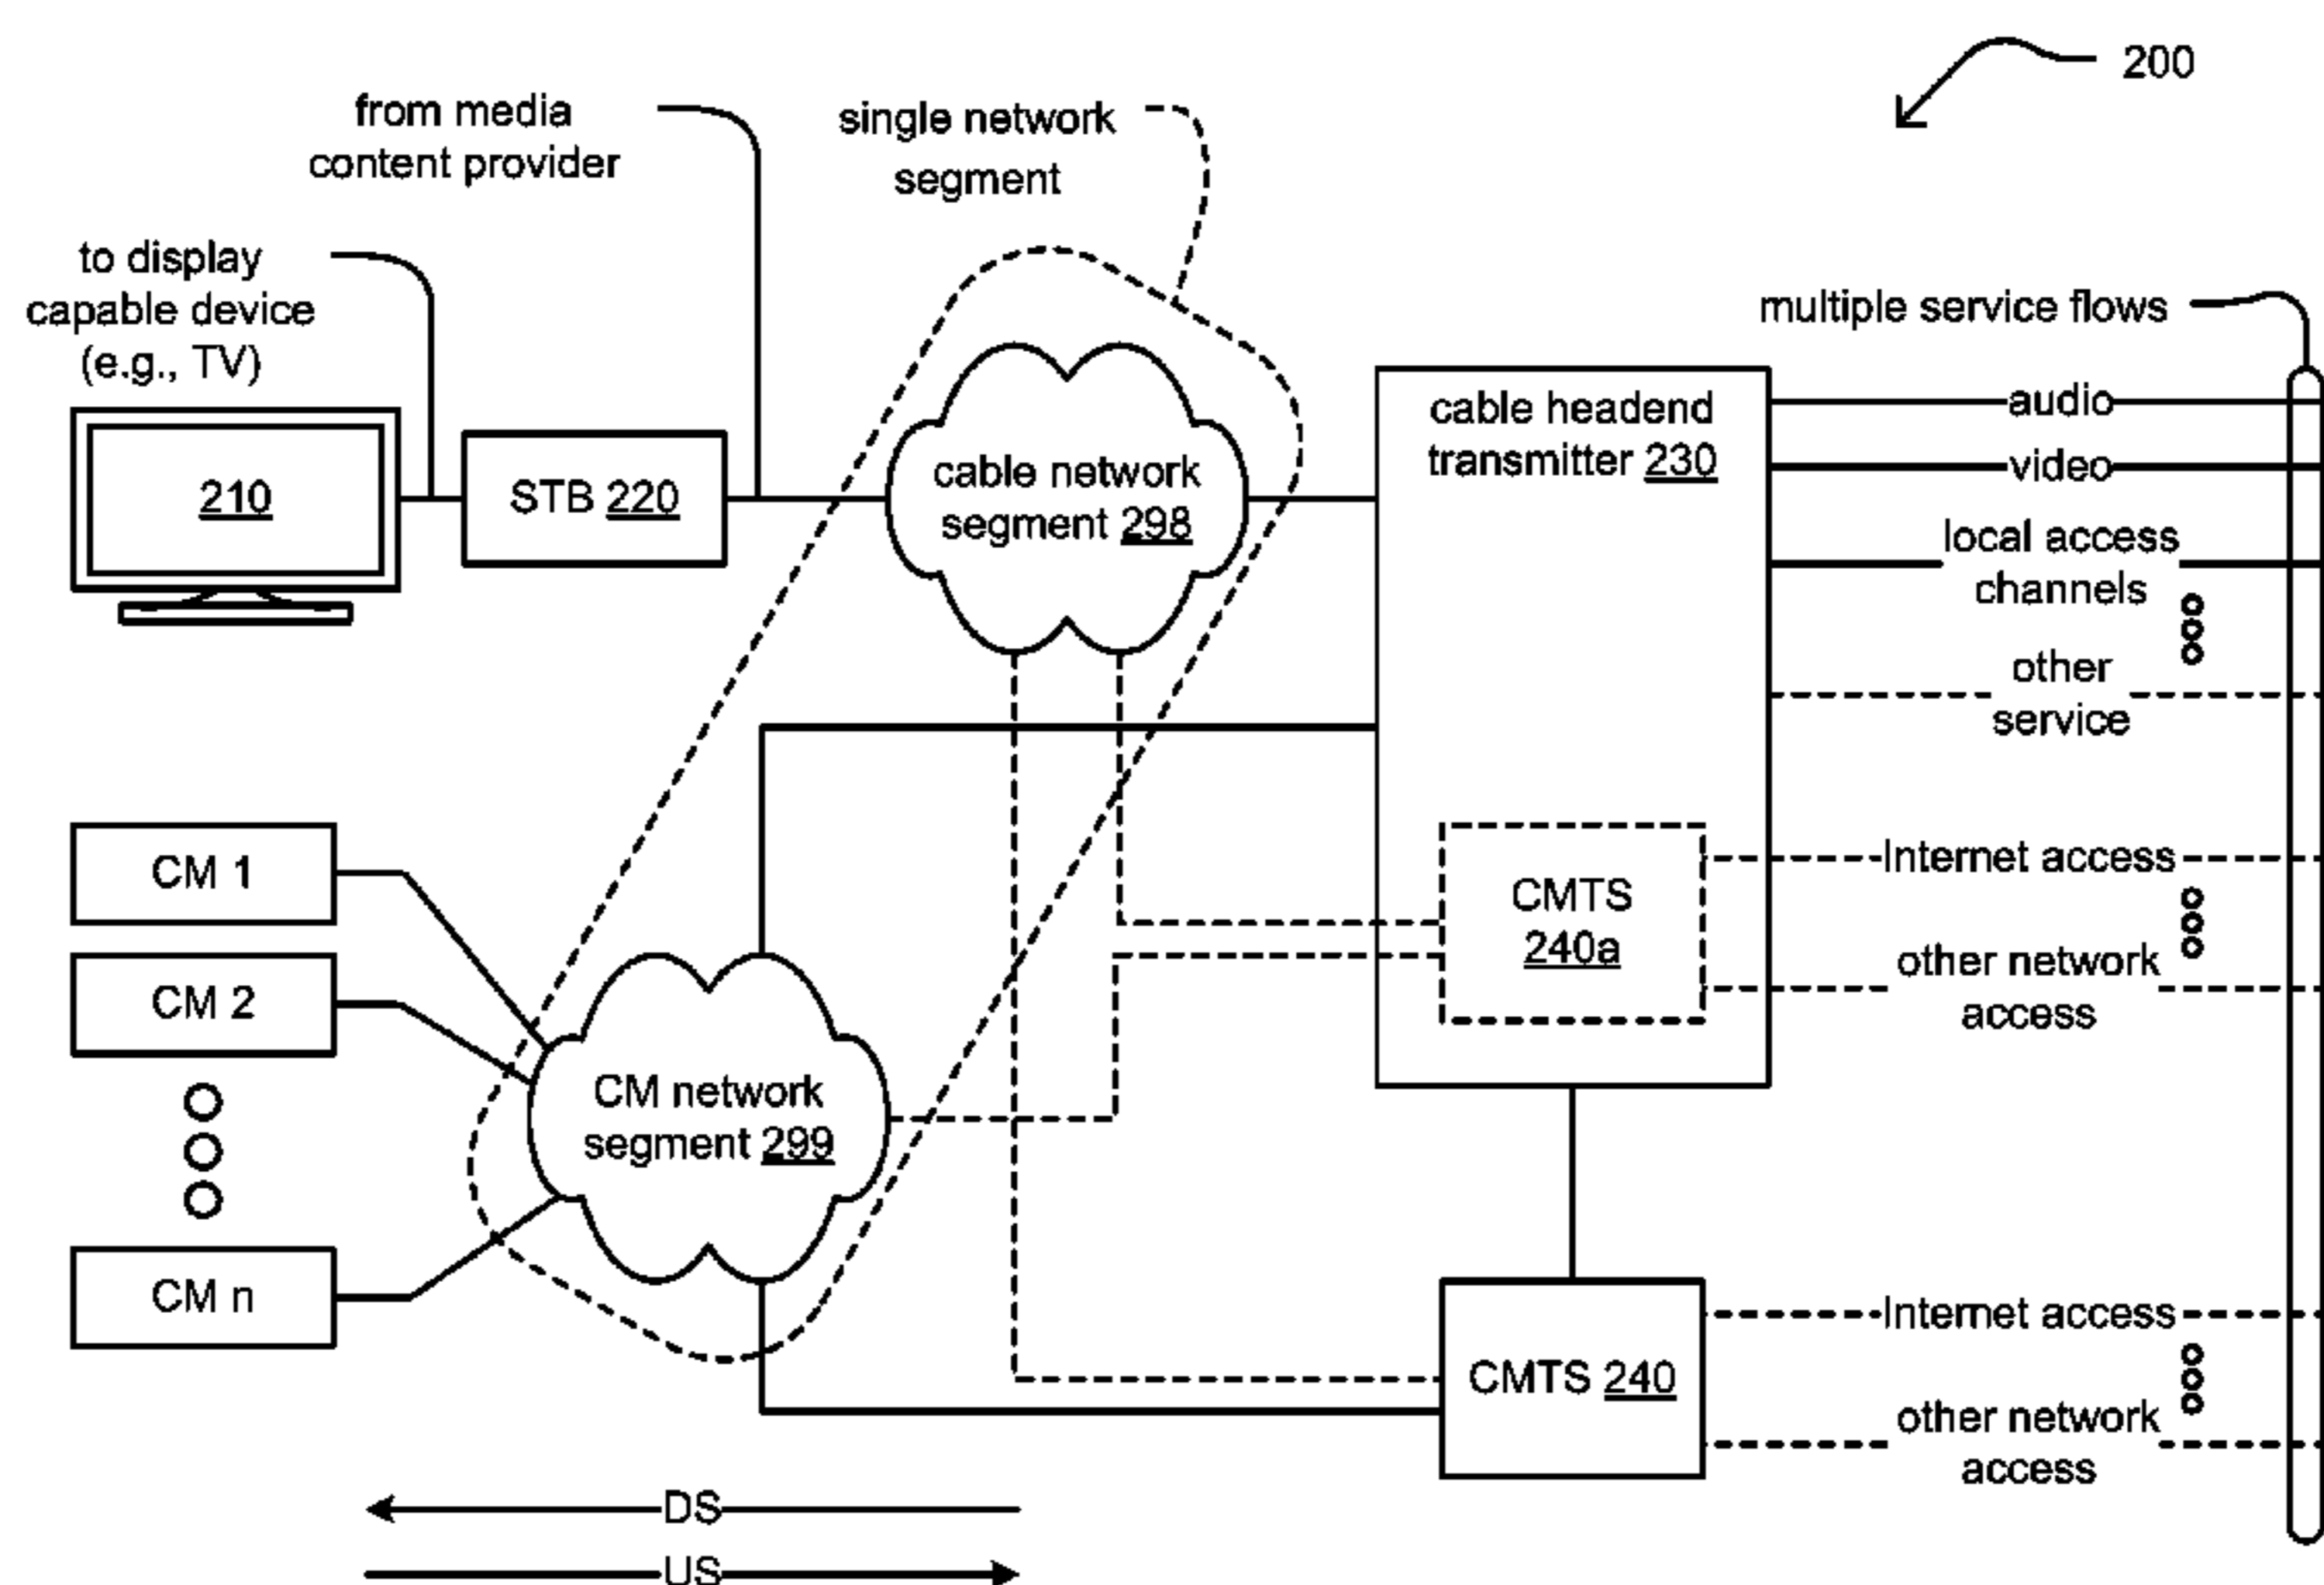 200
from media
content provider
single network
segment
to display
capable device
(e.g., TV)
multiple service flows
210
STB 220
cable network
segment 298
cable headend
transmitter 230
audio
video
local access
channels
other
service
CM 1
CM 2
CM n
CM network
segment 299
CMTS
240a
Internet access
other network
access
CMTS 240
Internet access
other network
access
DS
US